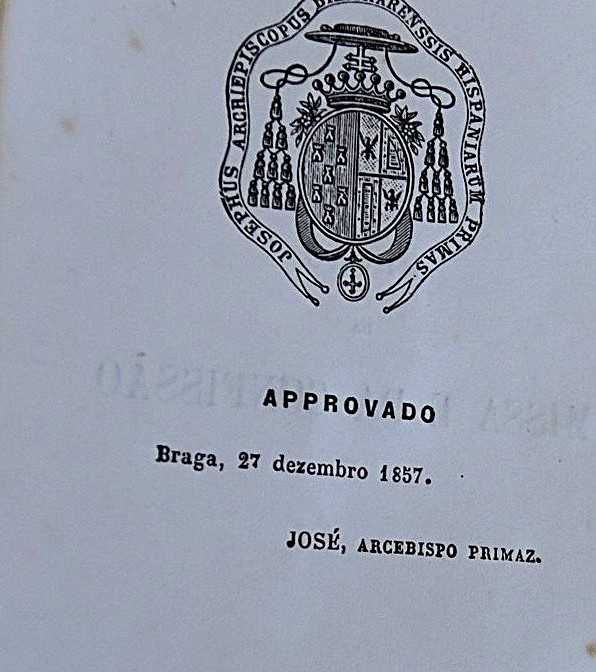 JOSEPHUS ARCHIEPISCOPUS HISPANIARUM PRIMAS
APPROVADO
Braga, 27 dezembro 1857.
JOSÉ, ARCEBISPO PRIMAZ.